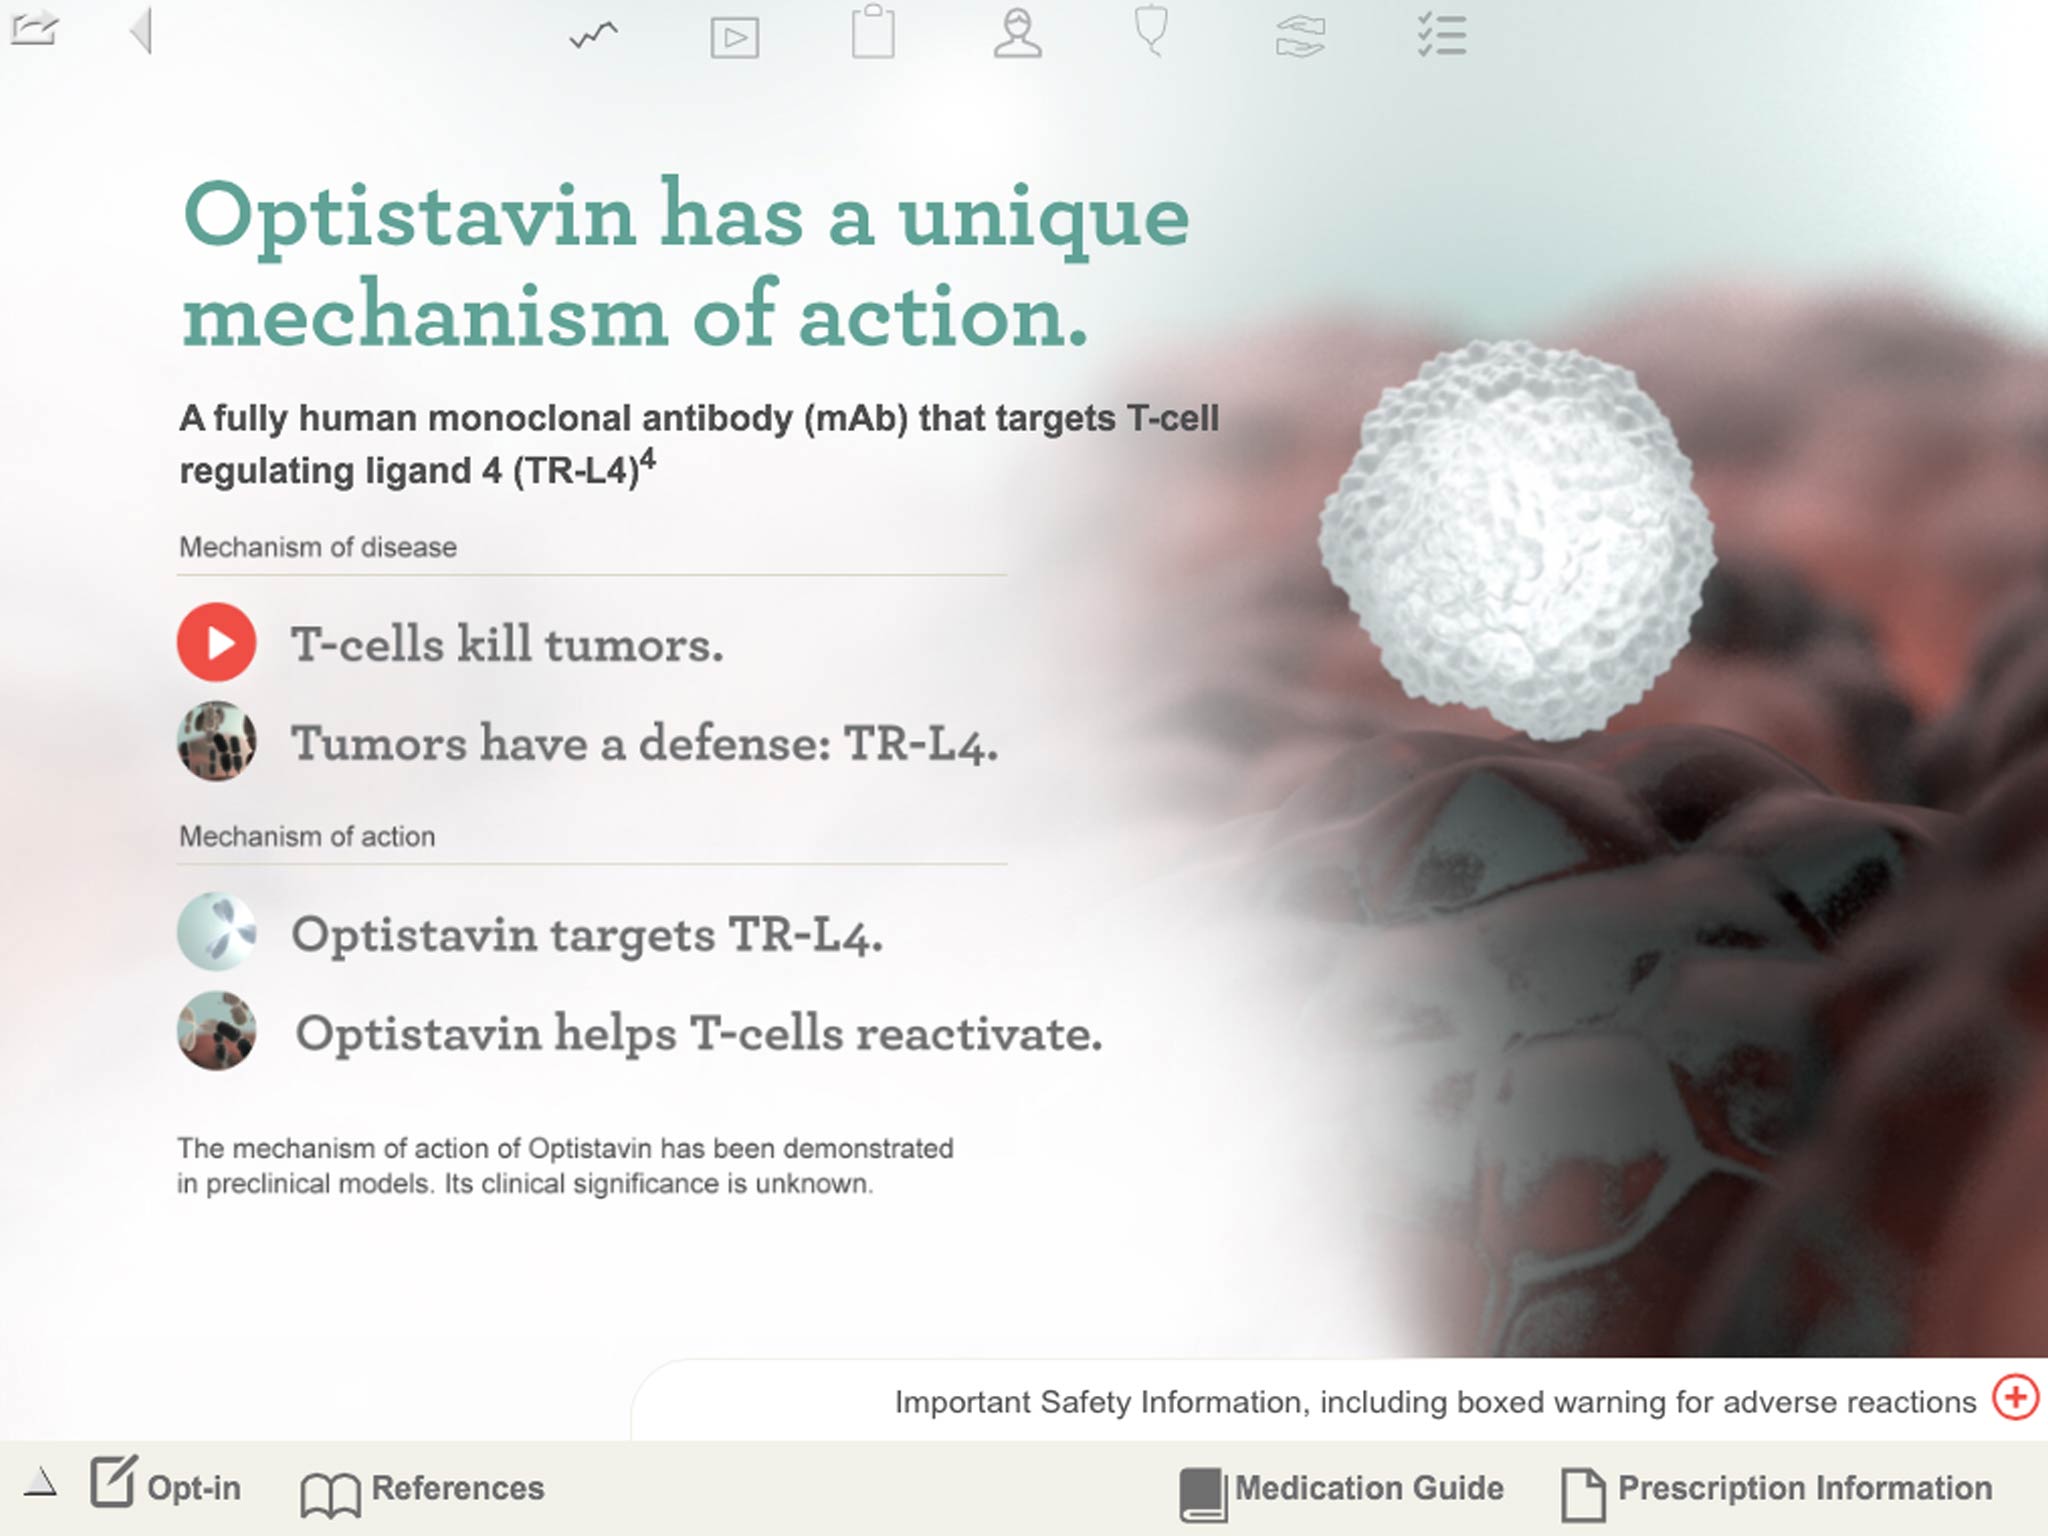 Optistavin has a unique
mechanism of action.
A fully human monoclonal antibody (mAb) that targets T-cell
regulating ligand 4 (TR-L4)4
Mechanism of disease
T-cells kill tumors.
Tumors have a defense: TR-L4.
Mechanism of action
Optistavin targets TR-L4.
Optistavin helps T-cells reactivate.
The mechanism of action of Optistavin has been demonstrated
in preclinical models. Its clinical significance is unknown.
Important Safety Information, including boxed warning for adverse reactions
Opt-in References Medication Guide Prescription Information